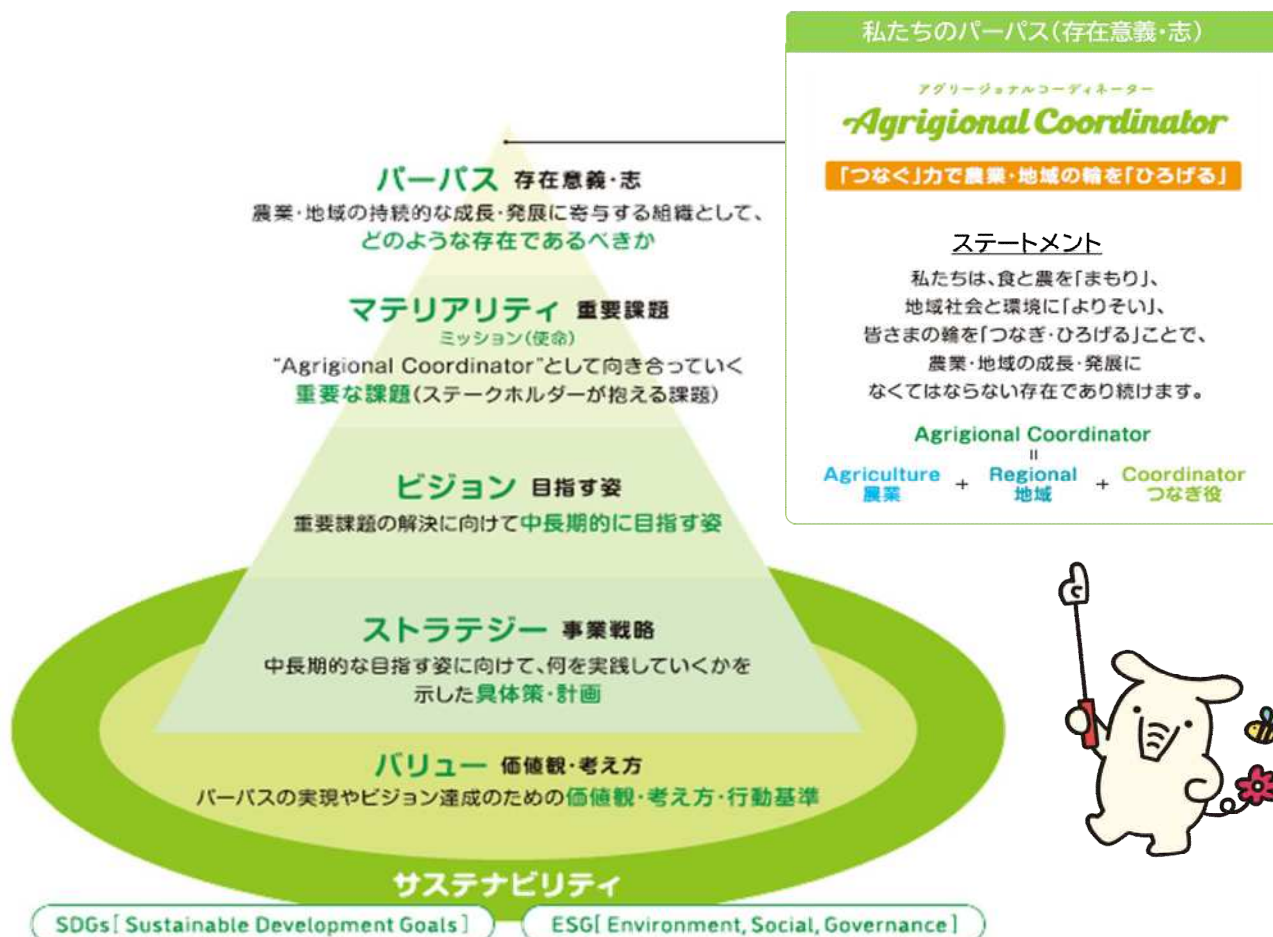 私たちのパーパス(存在意義・志)
アグリージョナルコーディネーター
Agrigional Coordinator
「つなぐ」力で農業・地域の輪を「ひろげる」
ステートメント
私たちは、食と農を「まもり」、
地域社会と環境に「よりそい」、
皆さまの輪を「つなぎ・ひろげる」ことで、
農業・地域の成長・発展に
なくてはならない存在であり続けます。
Agrigional Coordinator
=
Agriculture + Regional + Coordinator
農業 地域 つなぎ役
パーパス 存在意義・志
農業・地域の持続的な成長・発展に寄与する組織として、
どのような存在であるべきか
マテリアリティ 重要課題
ミッション(使命)
“Agrigional Coordinator”として向き合っていく
重要な課題(ステークホルダーが抱える課題)
ビジョン 目指す姿
重要課題の解決に向けて中長期的に目指す姿
ストラテジー 事業戦略
中長期的な目指す姿に向けて、何を実践していくかを
示した具体策・計画
バリュー 価値観・考え方
パーパスの実現やビジョン達成のための価値観・考え方・行動基準
サステナビリティ
SDGs[Sustainable Development Goals]
ESG[Environment, Social, Governance]